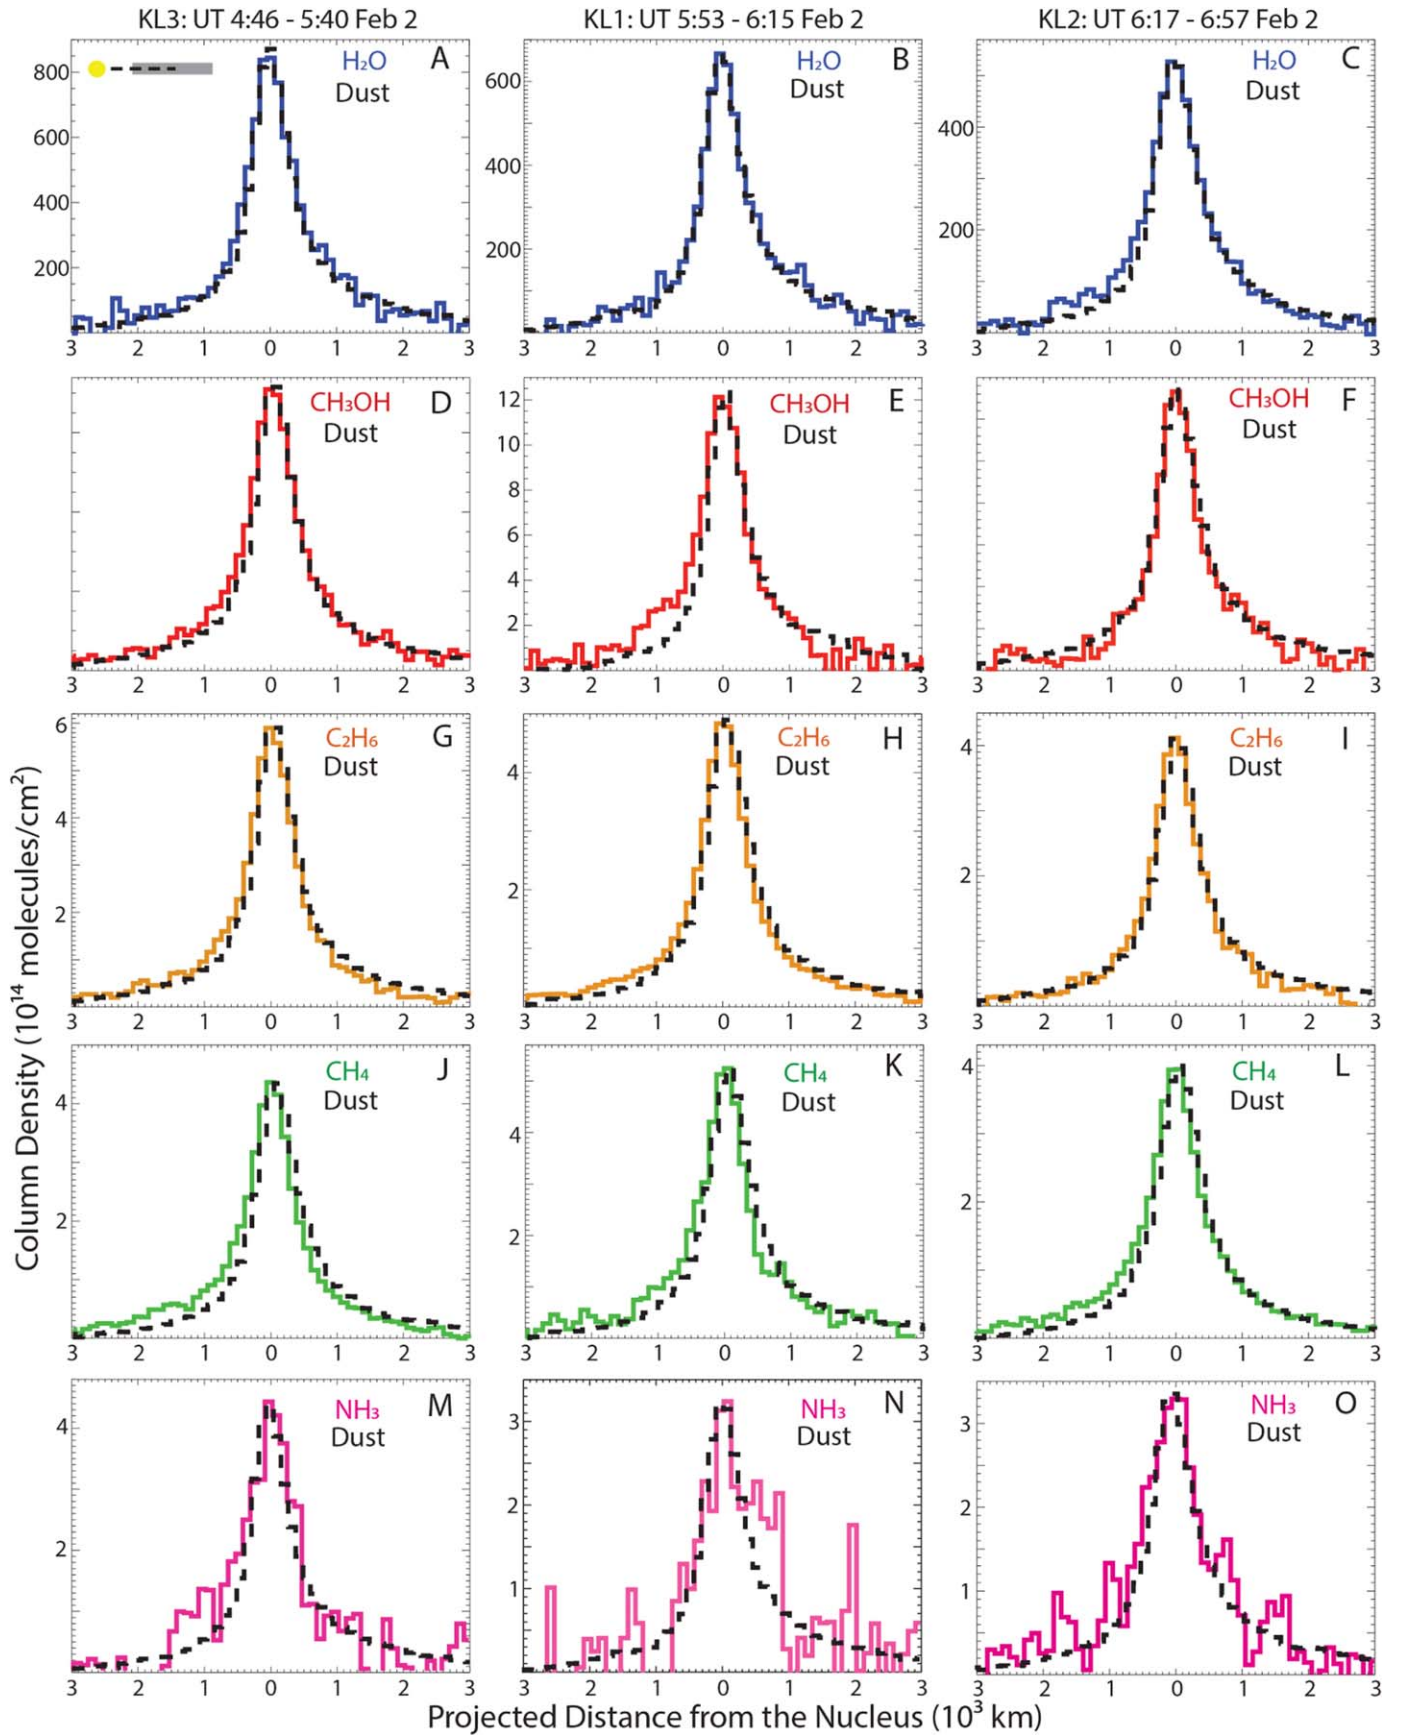 KL3: UT 4:46 - 5:40 Feb 2 KL1: UT 5:53 - 6:15 Feb 2 KL2: UT 6:17 - 6:57 Feb 2
H₂O A H₂O B H₂O C
Dust Dust Dust
800 600 400 200
600 400 200
400 200
3 2 1 0 1 2 3 3 2 1 0 1 2 3 3 2 1 0 1 2 3
CH₃OH D CH₃OH E CH₃OH F
Dust Dust Dust
12 10 8 6 4 2
3 2 1 0 1 2 3 3 2 1 0 1 2 3 3 2 1 0 1 2 3
C₂H₆ G C₂H₆ H C₂H₆ I
Dust Dust Dust
6 4 2
4 2
4 2
3 2 1 0 1 2 3 3 2 1 0 1 2 3 3 2 1 0 1 2 3
Column Density (10¹⁴ molecules/cm²)
CH₄ J CH₄ K CH₄ L
Dust Dust Dust
4 2
4 2
4 2
3 2 1 0 1 2 3 3 2 1 0 1 2 3 3 2 1 0 1 2 3
NH₃ M NH₃ N NH₃ O
Dust Dust Dust
4 2
3 2 1
3 2 1
3 2 1 0 1 2 3 3 2 1 0 1 2 3 3 2 1 0 1 2 3
Projected Distance from the Nucleus (10³ km)